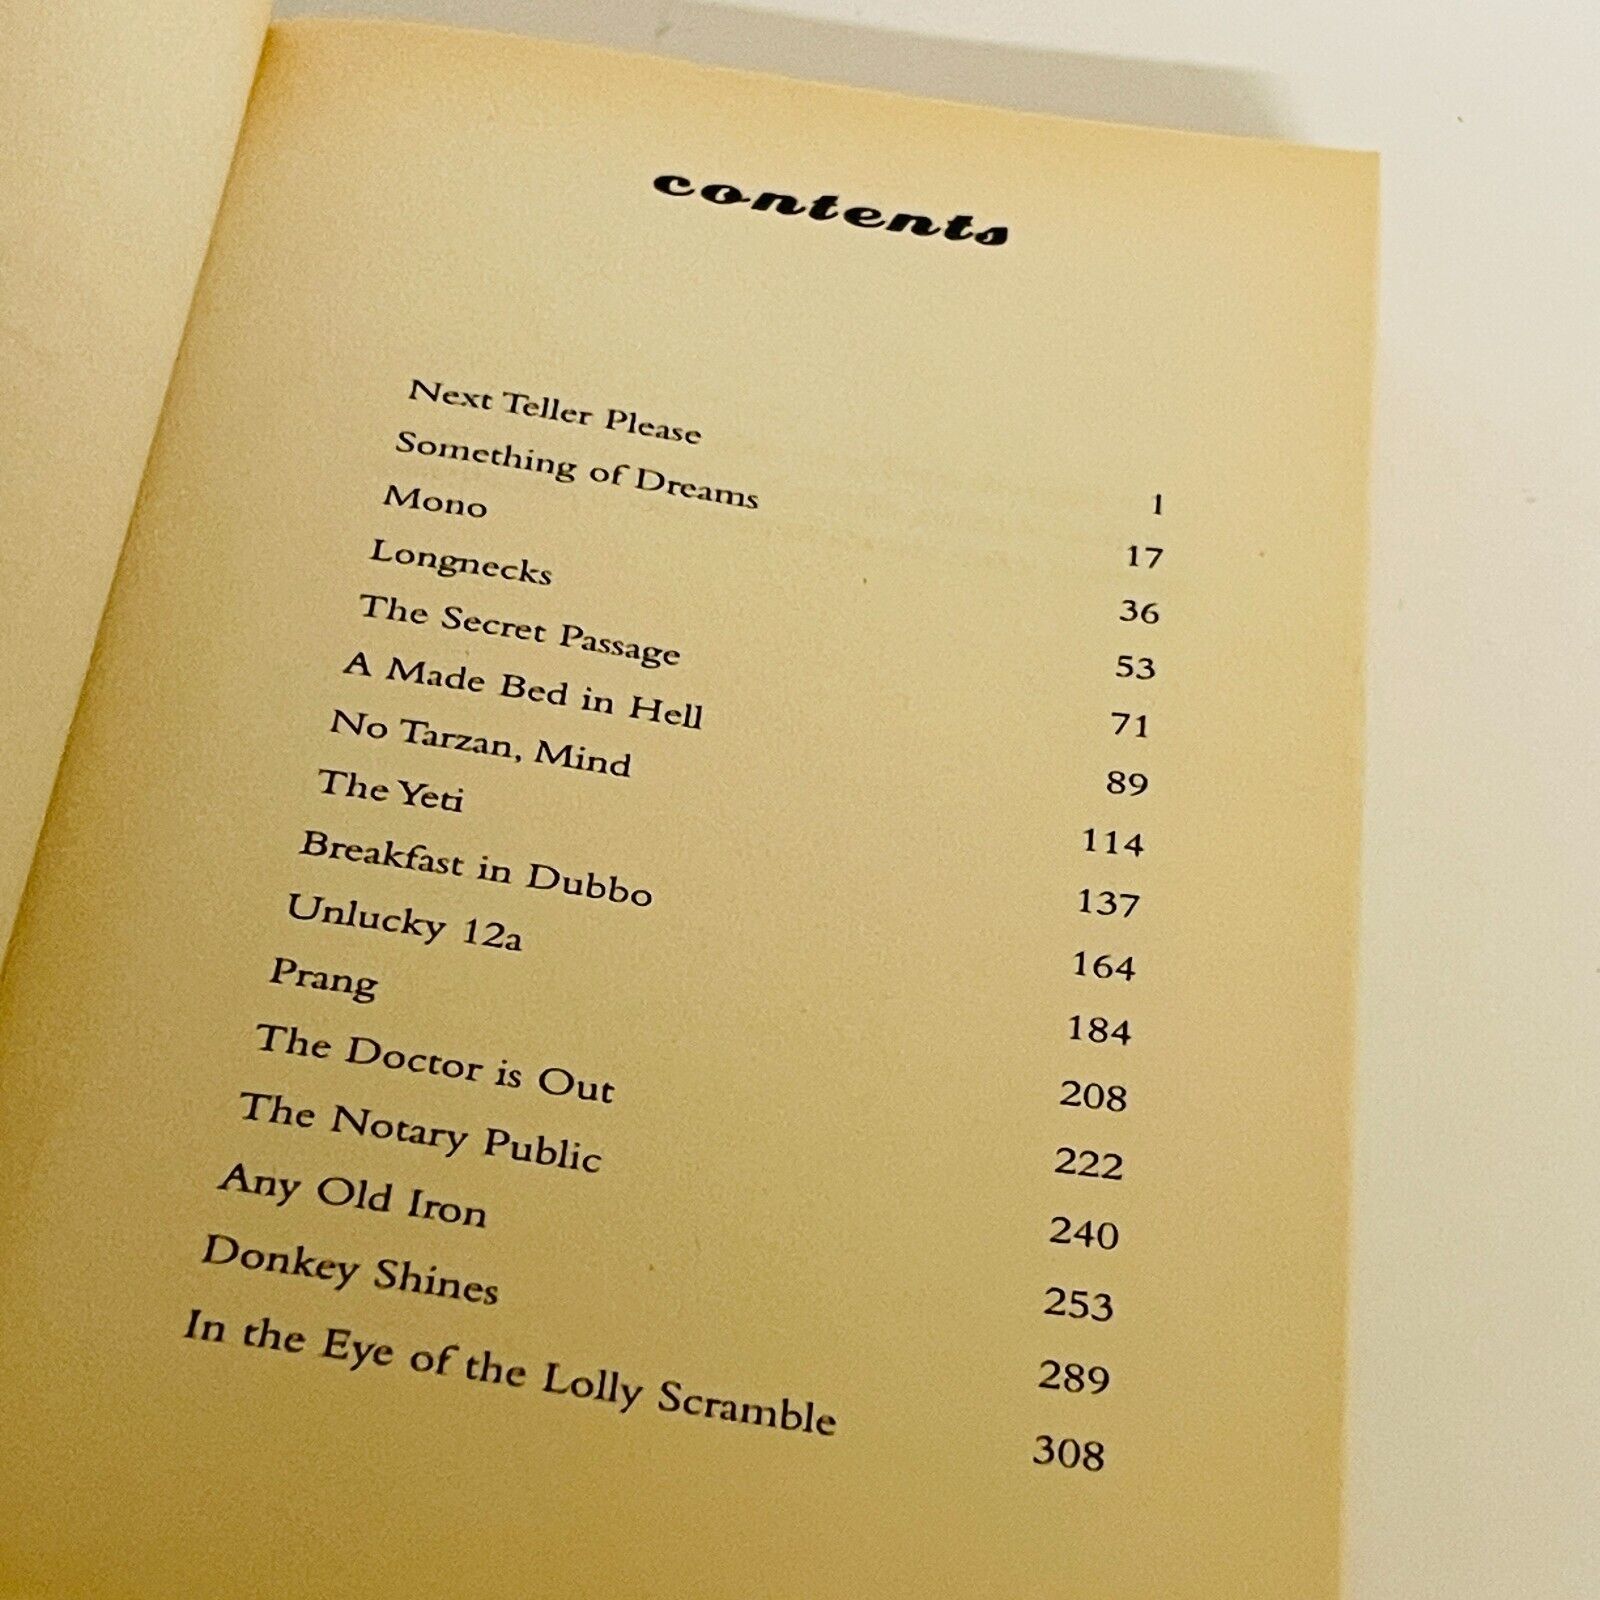 contents
Next Teller Please 1
Something of Dreams 17
Mono 36
Longnecks 53
The Secret Passage 71
A Made Bed in Hell 89
No Tarzan, Mind 114
The Yeti 137
Breakfast in Dubbo 164
Unlucky 12a 184
Prang 208
The Doctor is Out 222
The Notary Public 240
Any Old Iron 253
Donkey Shines 289
In the Eye of the Lolly Scramble 308